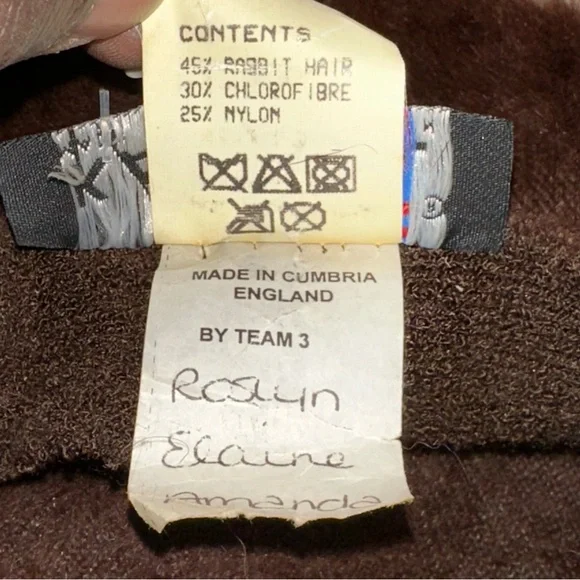 CONTENTS
45% RABBIT HAIR
30% CHLOROFIBRE
25% NYLON
MADE IN CUMBRIA
ENGLAND
BY TEAM 3
Roslyn
Elaine
Amanda